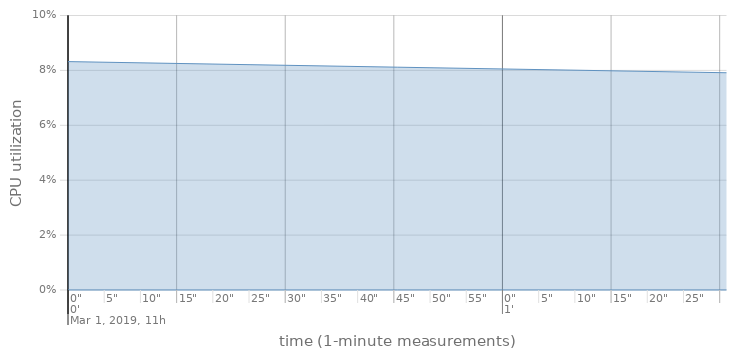 10%
8%
6%
4%
2%
0%
CPU utilization
0" 5" 10" 15" 20" 25" 30" 35" 40" 45" 50" 55" 0" 5" 10" 15" 20" 25"
0' 1'
Mar 1, 2019, 11h
time (1-minute measurements)